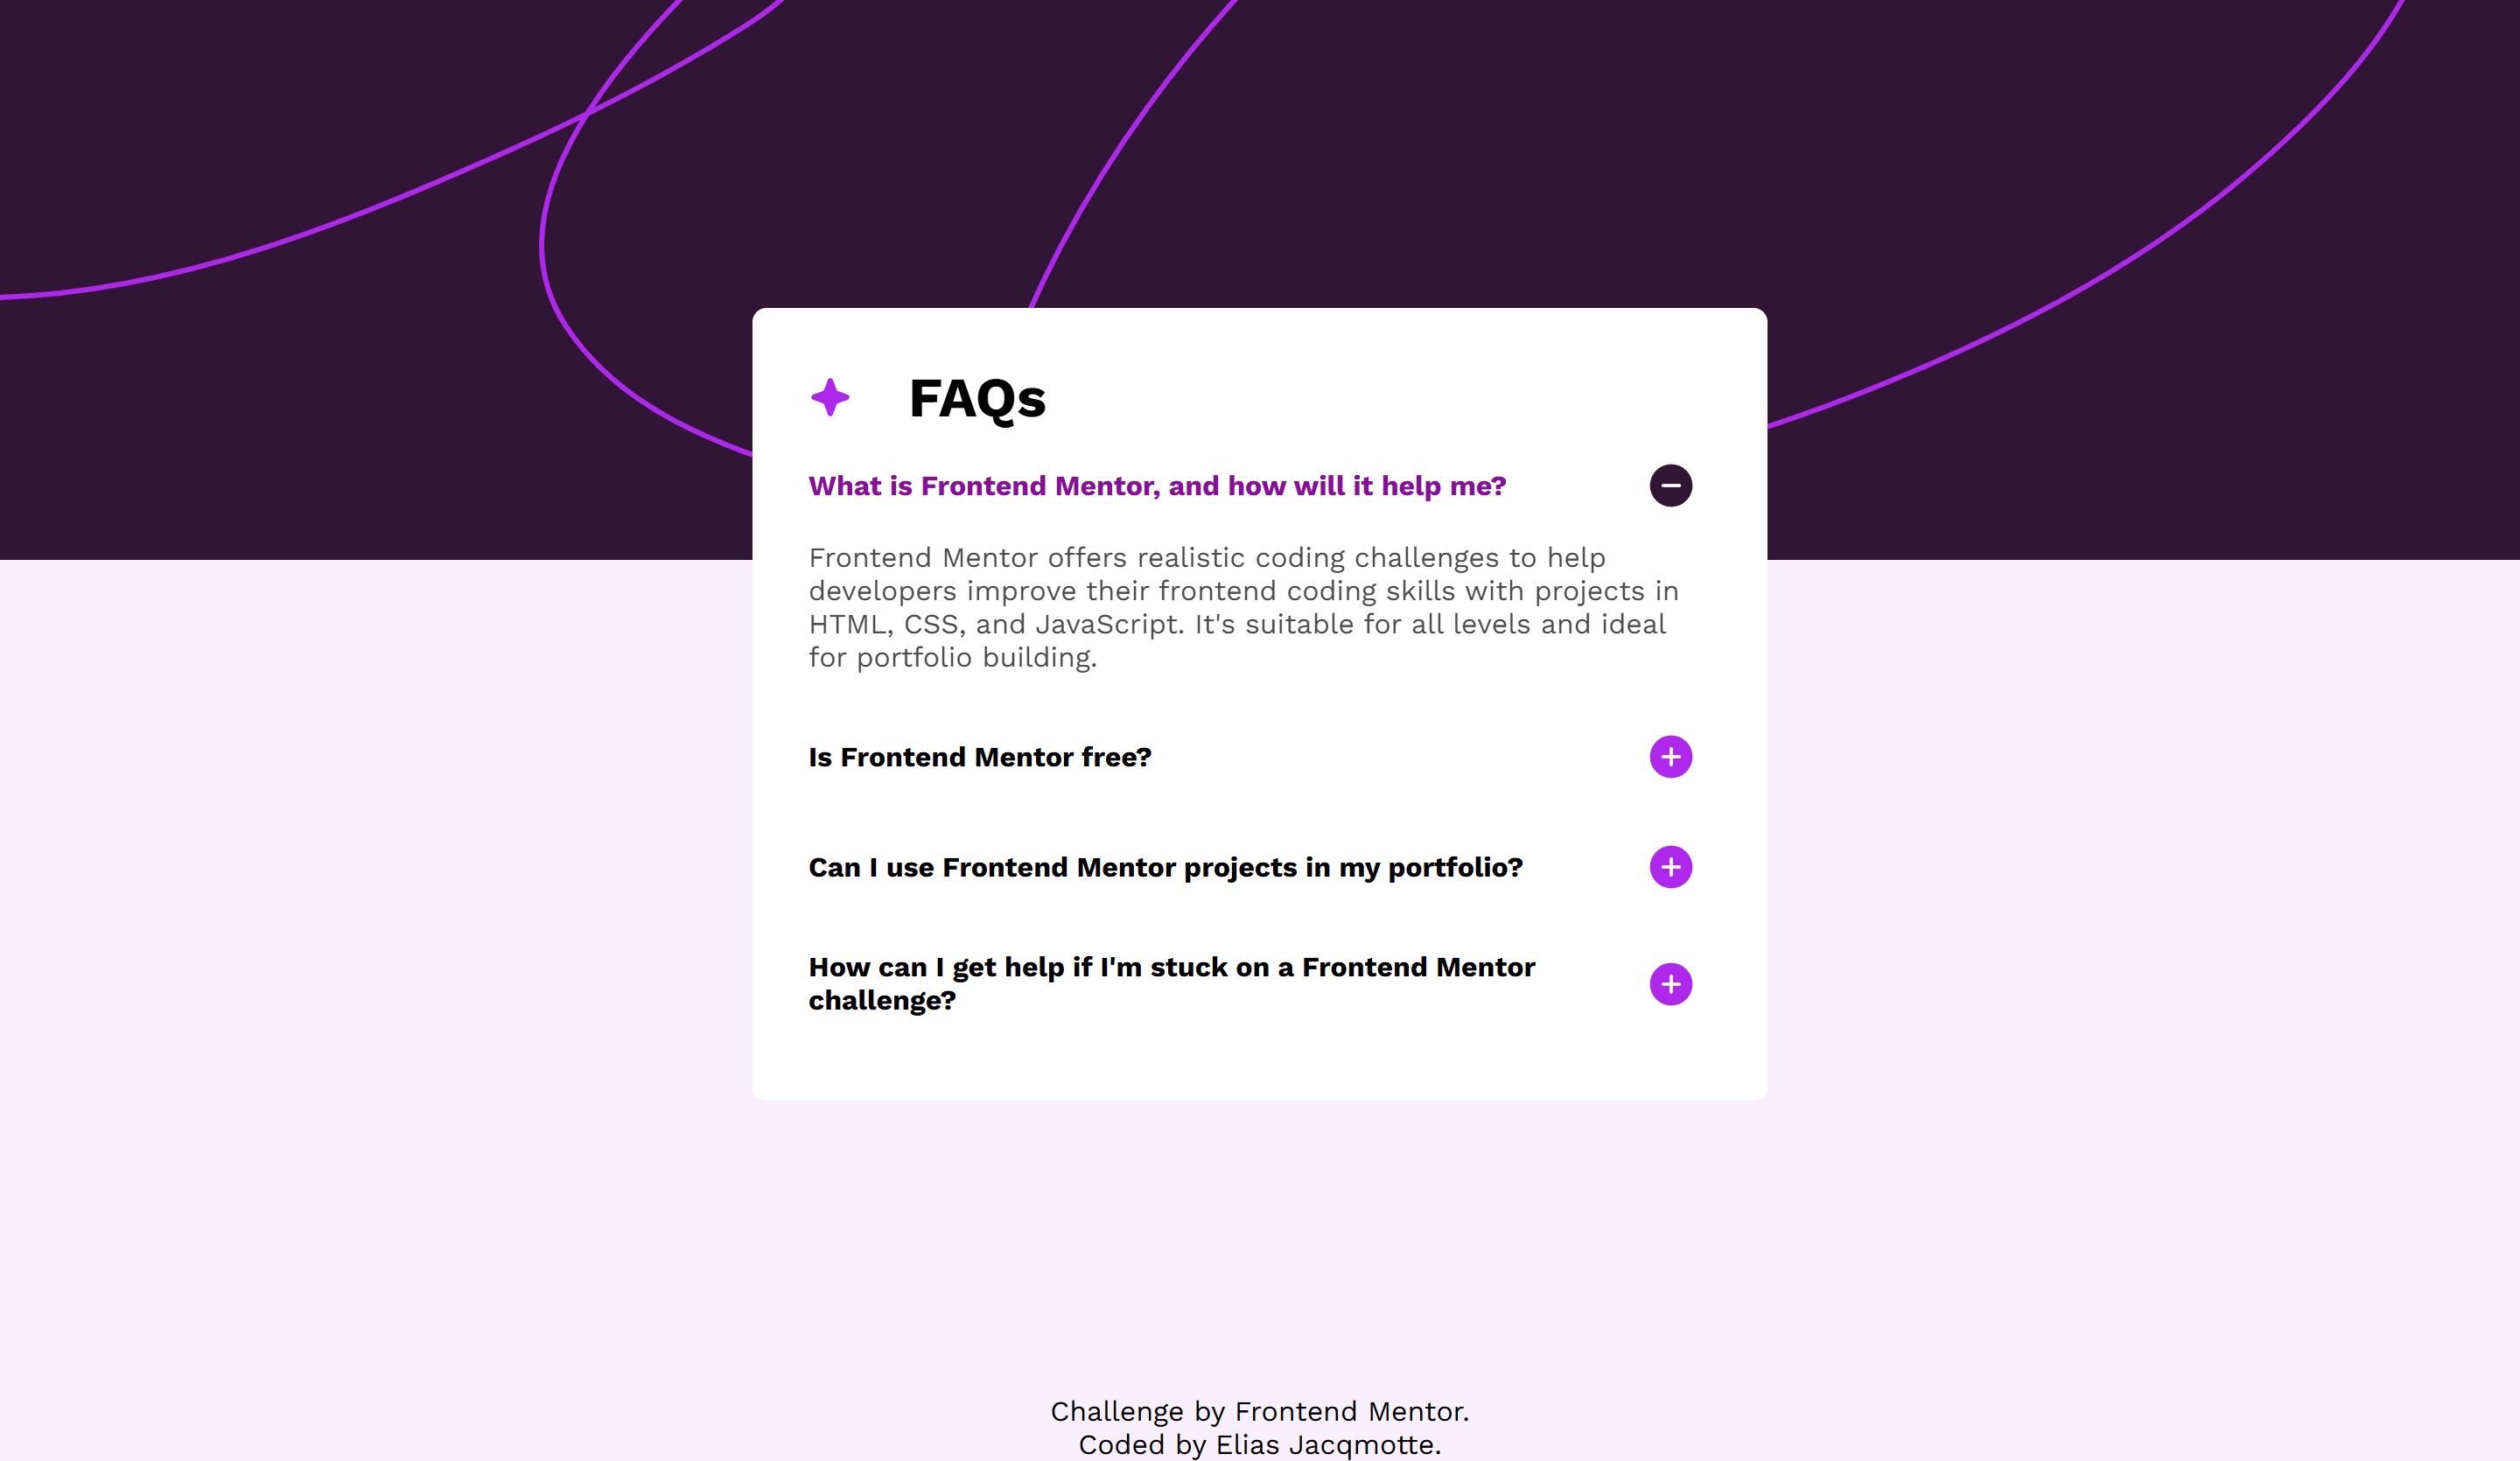 FAQs
What is Frontend Mentor, and how will it help me?
Frontend Mentor offers realistic coding challenges to help
developers improve their frontend coding skills with projects in
HTML, CSS, and JavaScript. It's suitable for all levels and ideal
for portfolio building.
Is Frontend Mentor free?
Can I use Frontend Mentor projects in my portfolio?
How can I get help if I'm stuck on a Frontend Mentor
challenge?
Challenge by Frontend Mentor.
Coded by Elias Jacqmotte.